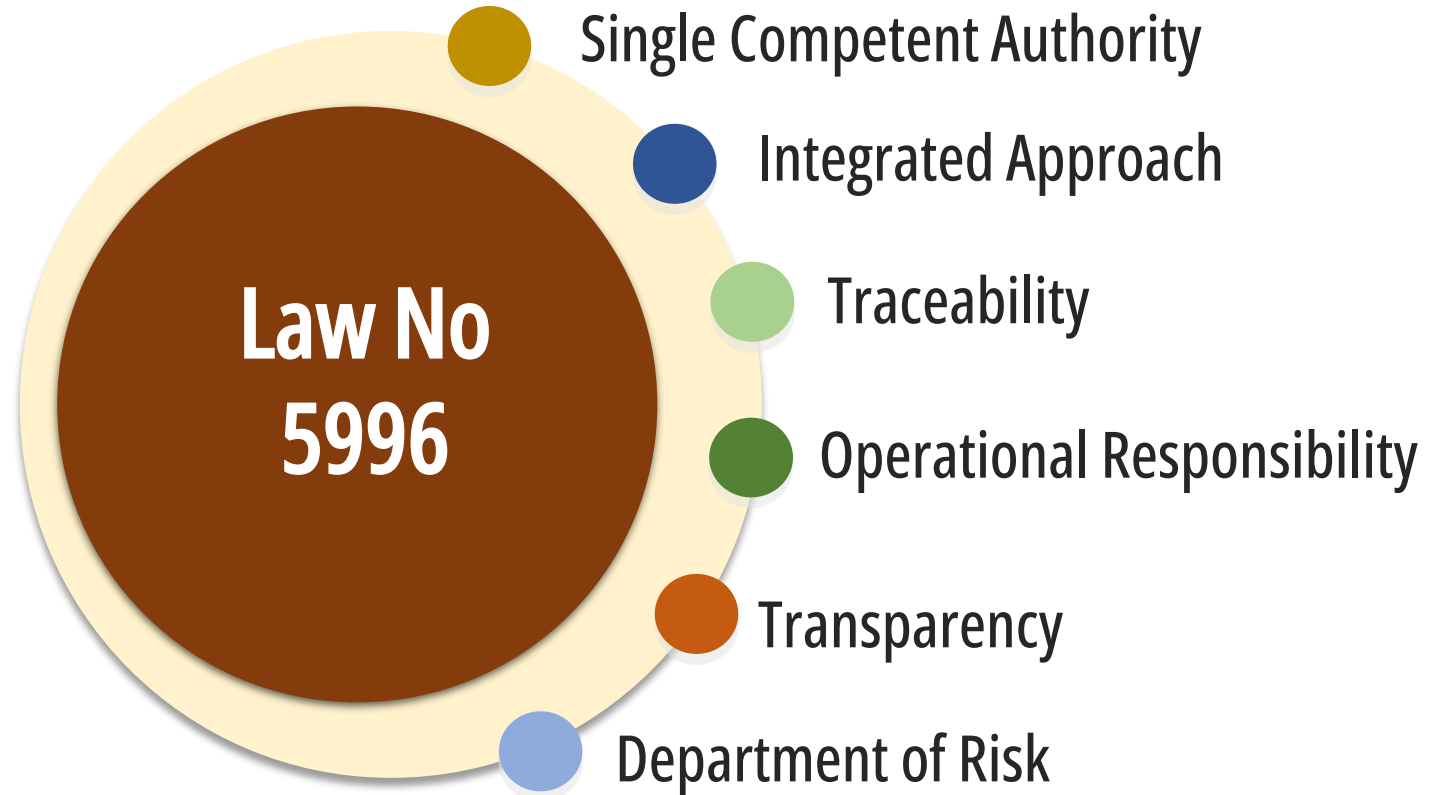 Single Competent Authority
Integrated Approach
Traceability
Law No
5996
Operational Responsibility
Transparency
Department of Risk